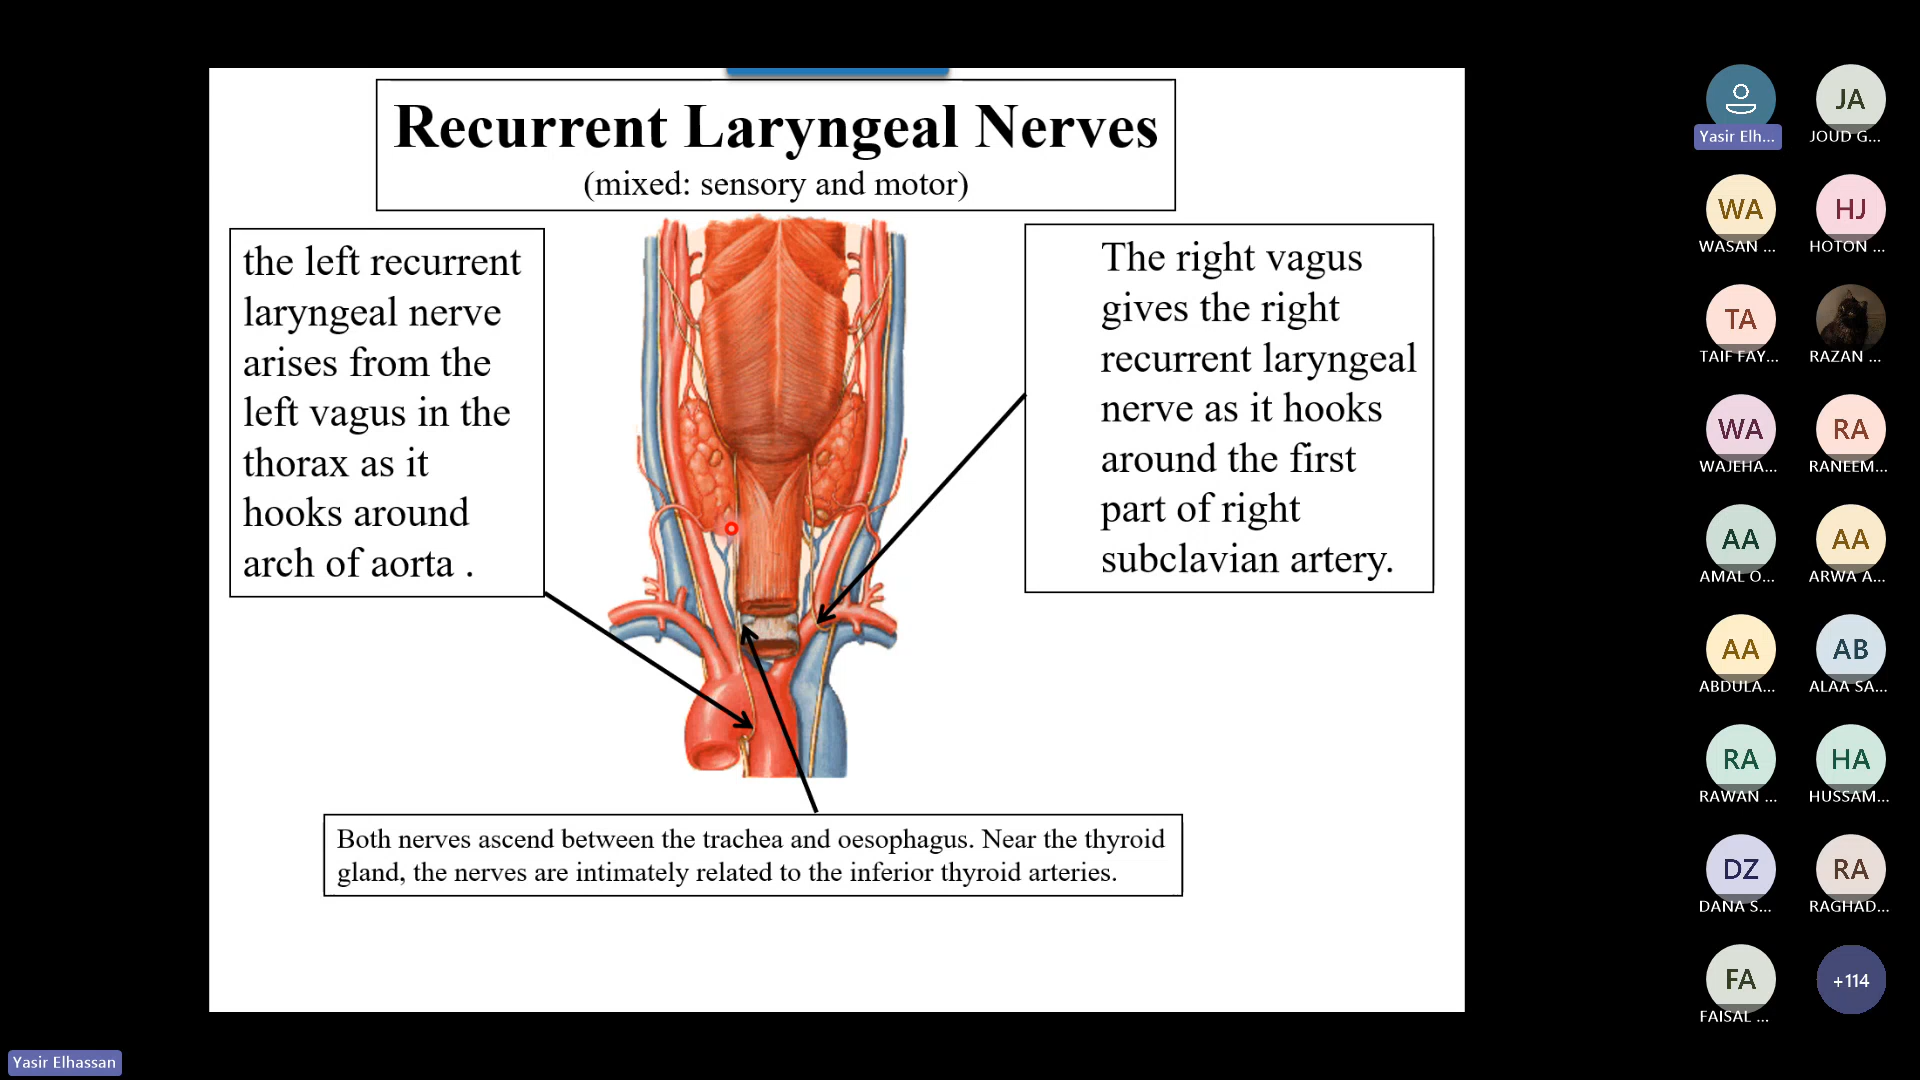 Recurrent Laryngeal Nerves
(mixed: sensory and motor)
the left recurrent
laryngeal nerve
arises from the
left vagus in the
thorax as it
hooks around
arch of aorta .
The right vagus
gives the right
recurrent laryngeal
nerve as it hooks
around the first
part of right
subclavian artery.
Both nerves ascend between the trachea and oesophagus. Near the thyroid
gland, the nerves are intimately related to the inferior thyroid arteries.
Yasir Elh...
JA
JOUD G...
WA
WASAN ...
HJ
HOTON ...
TA
TAIF FAY...
RAZAN ...
WA
WAJEHA...
RA
RANEEM...
AA
AMAL O...
AA
ARWA A...
AA
ABDULA...
AB
ALAA SA...
RA
RAWAN ...
HA
HUSSAM...
DZ
DANA S...
RA
RAGHAD...
FA
FAISAL ...
+114
Yasir Elhassan